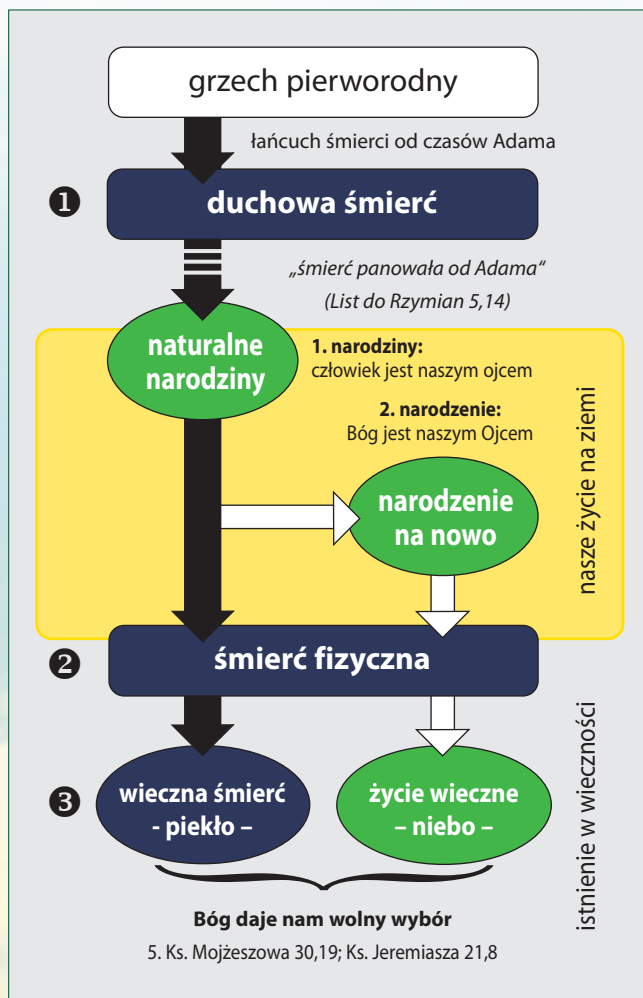 grzech pierworodny
łańcuch śmierci od czasów Adama
❶
duchowa śmierć
„śmierć panowała od Adama“
(List do Rzymian 5,14)
naturalne
narodziny
1. narodziny:
człowiek jest naszym ojcem
2. narodzenie:
Bóg jest naszym Ojcem
narodzenie
na nowo
nasze życie na ziemi
❷
śmierć fizyczna
❸
wieczna śmierć
- piekło –
życie wieczne
– niebo –
istnienie w wieczności
Bóg daje nam wolny wybór
5. Ks. Mojżeszowa 30,19; Ks. Jeremiasza 21,8